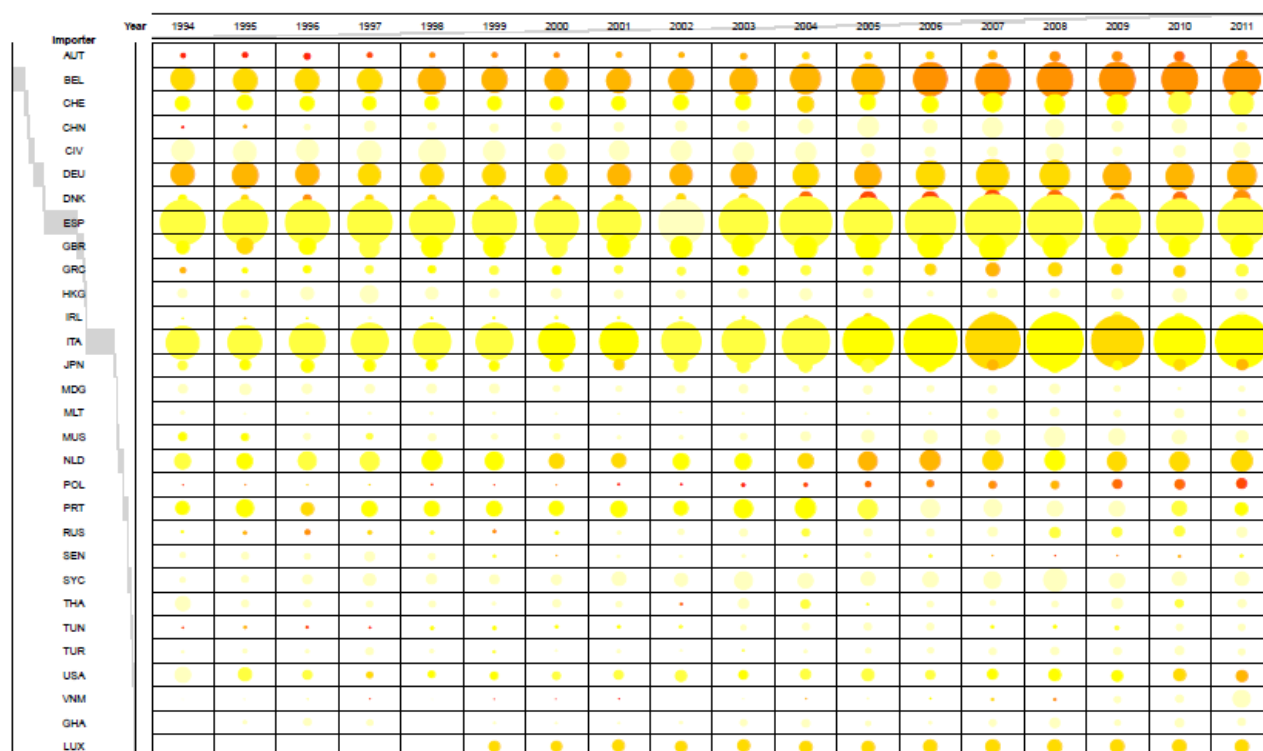 Year 1994 1995 1996 1997 1998 1999 2000 2001 2002 2003 2004 2005 2006 2007 2008 2009 2010 2011
Importer
AUT
BEL
CHE
CHN
CIV
DEU
DNK
ESP
GBR
GRC
HKG
IRL
ITA
JPN
MDG
MLT
MUS
NLD
POL
PRT
RUS
SEN
SYC
THA
TUN
TUR
USA
VNM
GHA
LUX